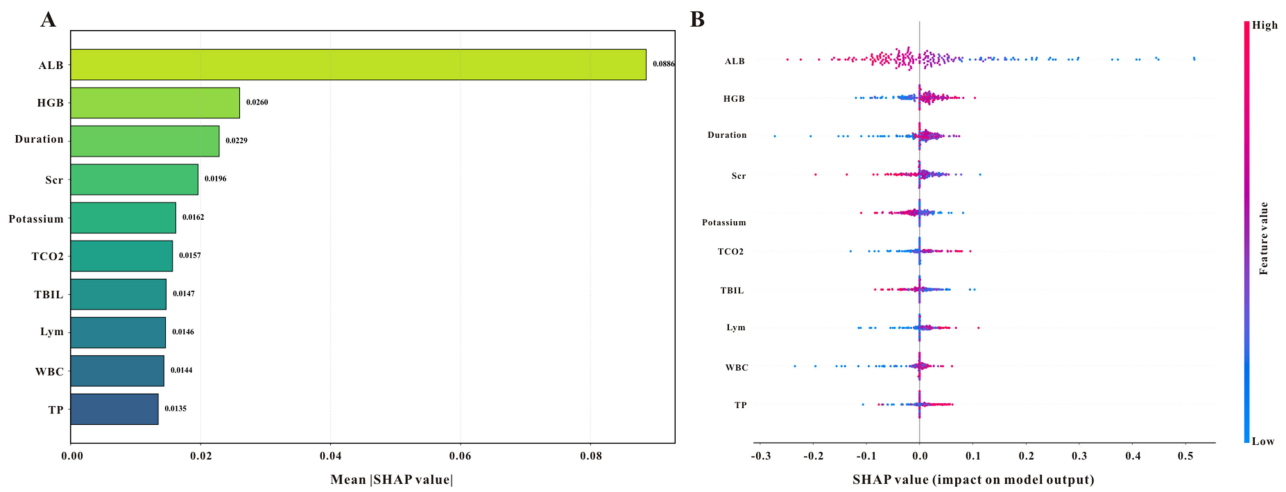 A
ALB
0.0886
HGB
0.0260
Duration
0.0229
Scr
0.0196
Potassium
0.0162
TCO2
0.0157
TBIL
0.0147
Lym
0.0146
WBC
0.0144
TP
0.0135
0.00
0.02
0.04
0.06
0.08
Mean |SHAP value|
B
High
ALB
HGB
Duration
Scr
Potassium
TCO2
TBIL
Lym
WBC
TP
Feature value
Low
-0.3
-0.2
-0.1
0.0
0.1
0.2
0.3
0.4
0.5
SHAP value (impact on model output)